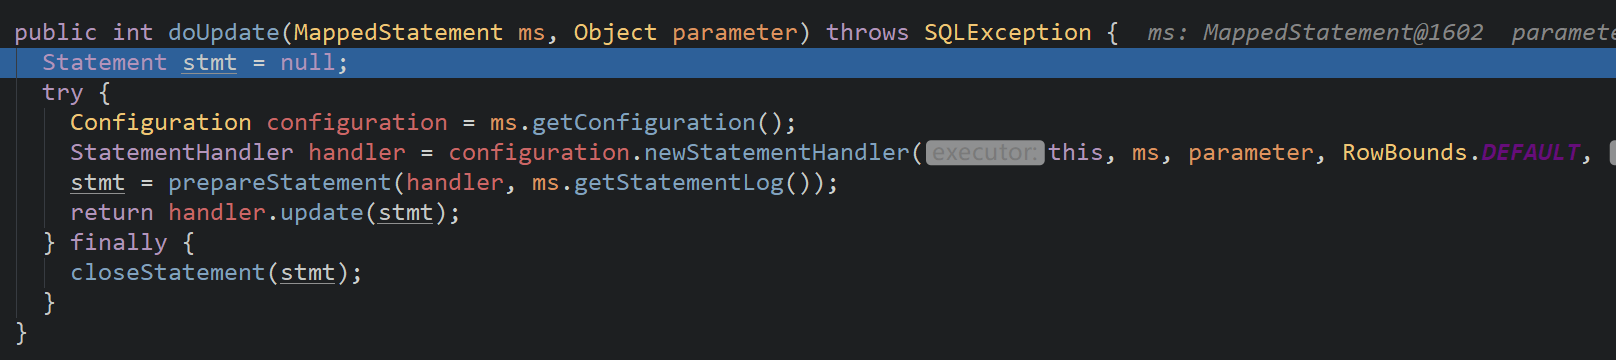 public int doUpdate(MappedStatement ms, Object parameter) throws SQLException {  ms: MappedStatement@1602
  Statement stmt = null;
  try {
    Configuration configuration = ms.getConfiguration();
    StatementHandler handler = configuration.newStatementHandler( executor: this, ms, parameter, RowBounds.DEFAULT,
    stmt = prepareStatement(handler, ms.getStatementLog());
    return handler.update(stmt);
  } finally {
    closeStatement(stmt);
  }
}